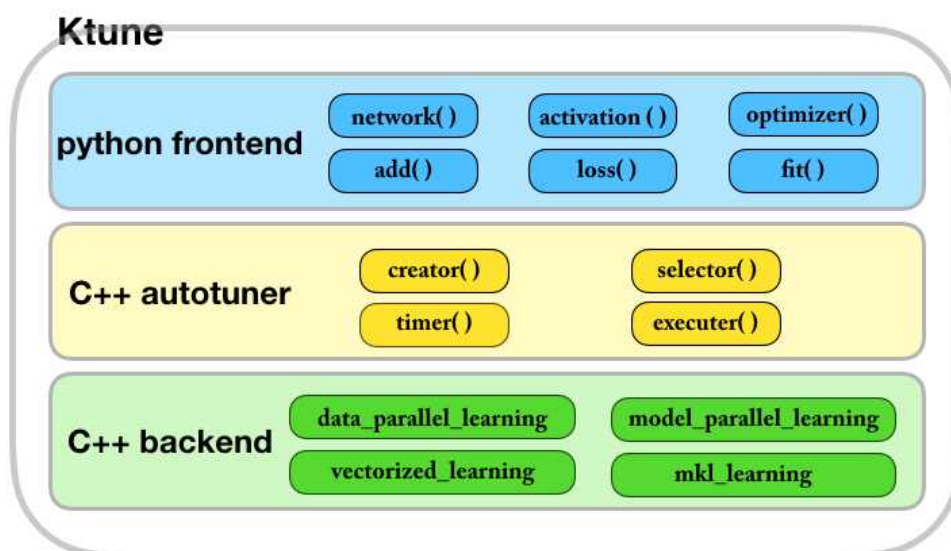 Ktune
python frontend
network( )
activation ( )
optimizer( )
add( )
loss( )
fit( )
C++ autotuner
creator( )
selector( )
timer( )
executer( )
C++ backend
data_parallel_learning
model_parallel_learning
vectorized_learning
mkl_learning